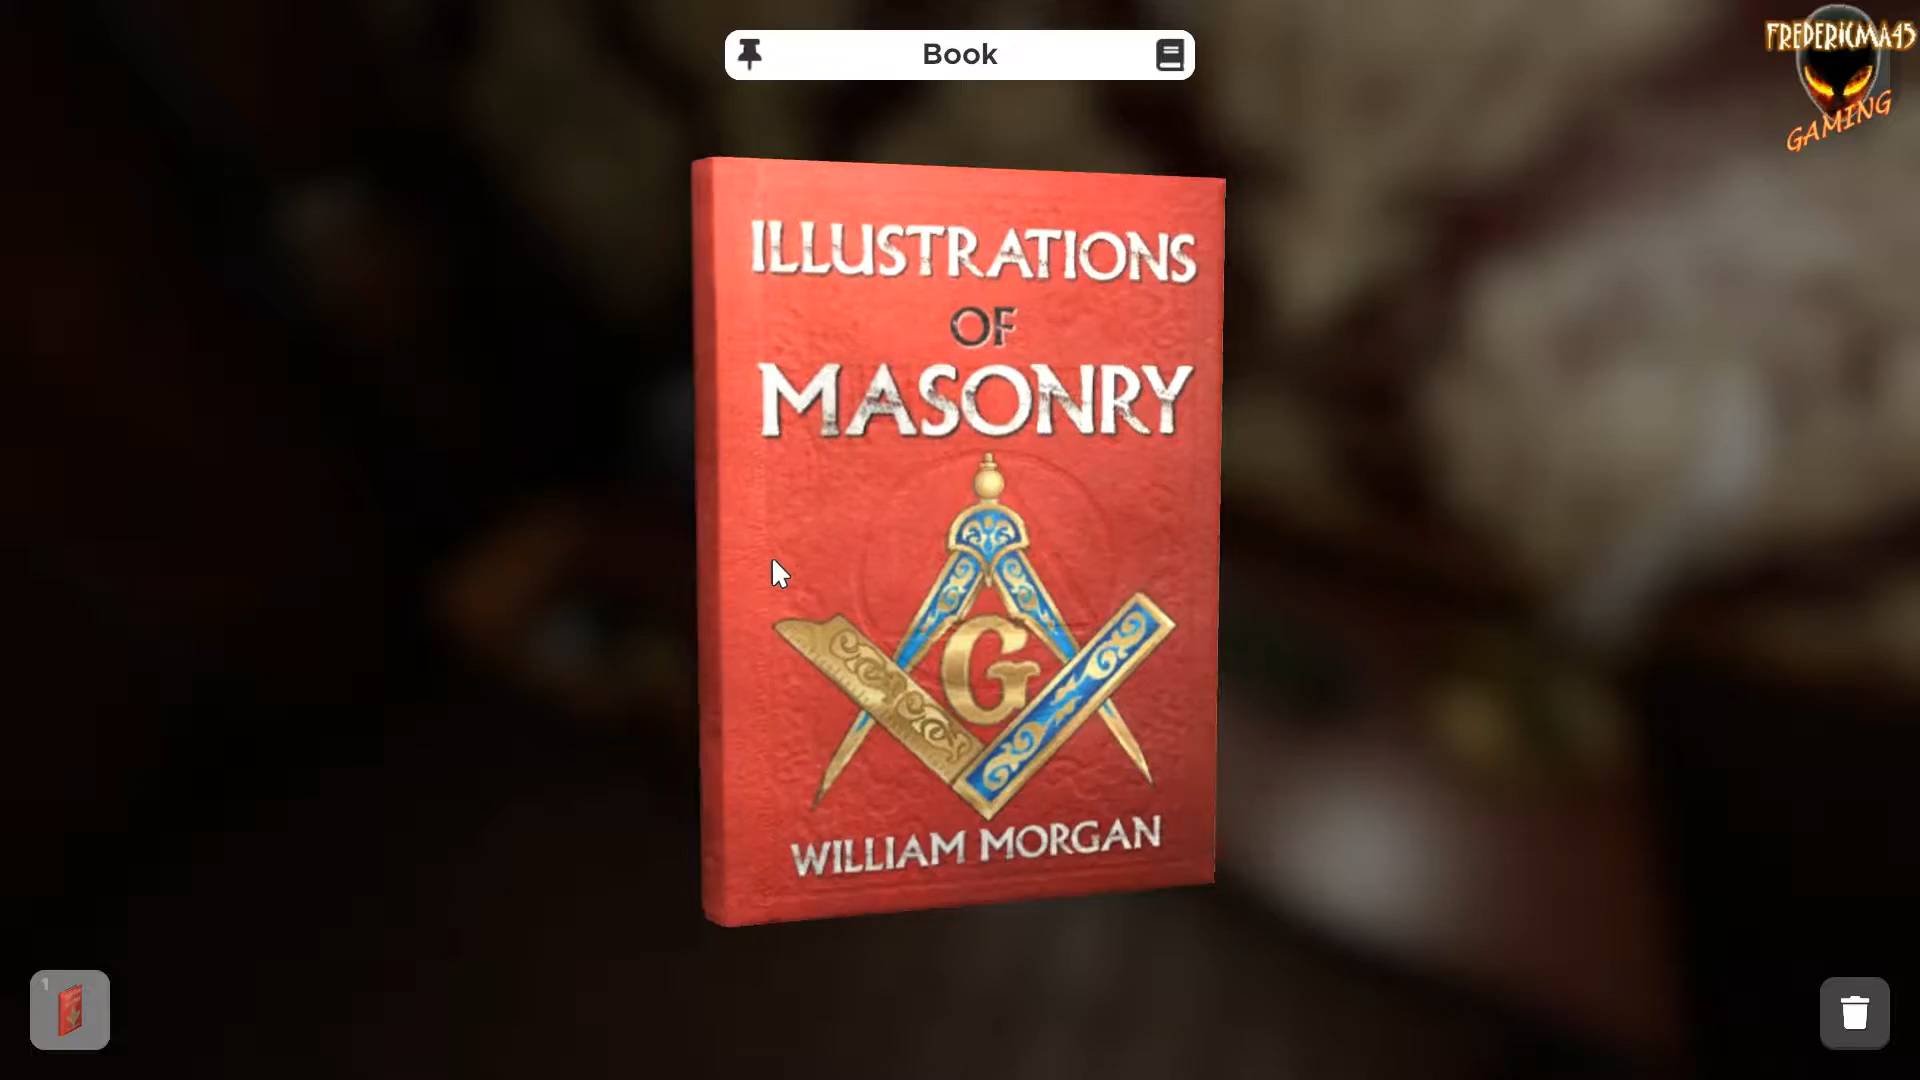 Book
FREDERICMA45
GAMING
ILLUSTRATIONS
OF
MASONRY
G
WILLIAM MORGAN
1